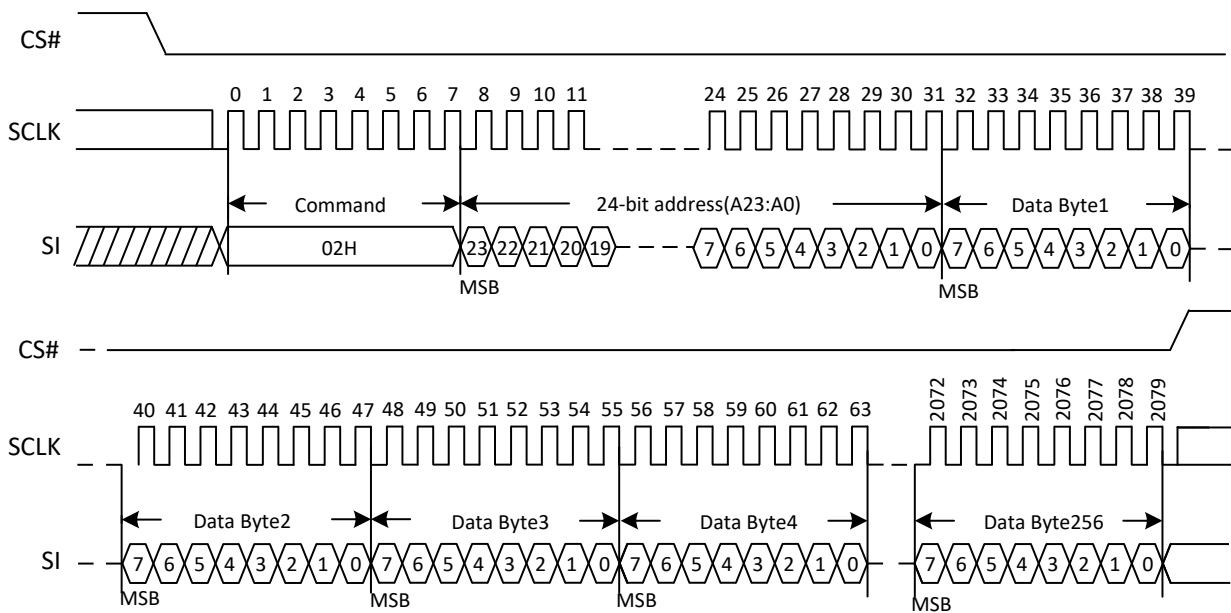 CS#
0 1 2 3 4 5 6 7 8 9 10 11 24 25 26 27 28 29 30 31 32 33 34 35 36 37 38 39
SCLK
Command 24-bit address(A23:A0) Data Byte1
SI 02H 23 22 21 20 19 7 6 5 4 3 2 1 0 7 6 5 4 3 2 1 0
MSB MSB
CS#
40 41 42 43 44 45 46 47 48 49 50 51 52 53 54 55 56 57 58 59 60 61 62 63 2072 2073 2074 2075 2076 2077 2078 2079
SCLK
Data Byte2 Data Byte3 Data Byte4 Data Byte256
SI 7 6 5 4 3 2 1 0 7 6 5 4 3 2 1 0 7 6 5 4 3 2 1 0 7 6 5 4 3 2 1 0
MSB MSB MSB MSB